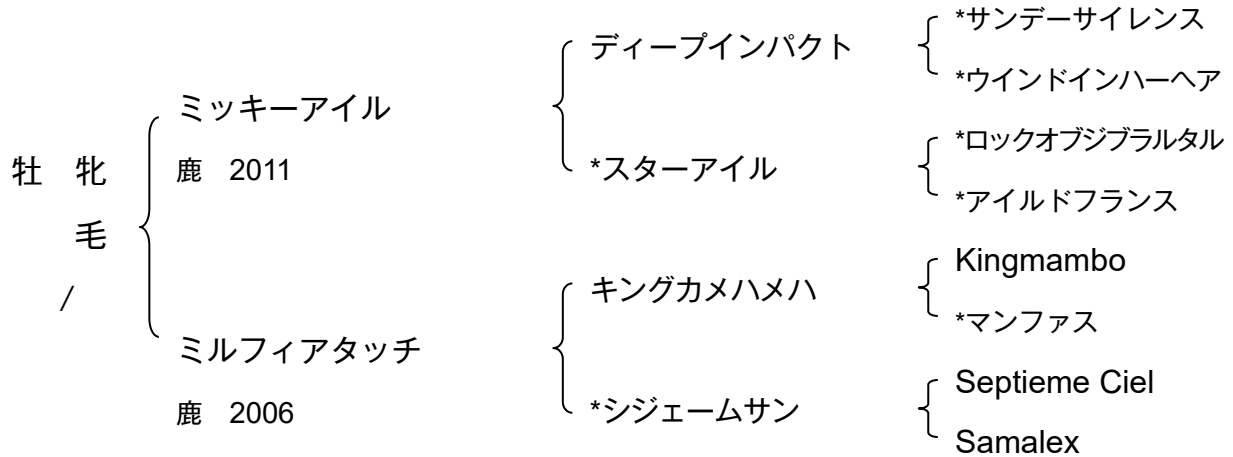 *サンデーサイレンス
ディープインパクト
*ウインドインハーヘア
ミッキーアイル
*ロックオブジブラルタル
牡 牝
鹿 2011
*スターアイル
*アイルドフランス
毛
Kingmambo
キングカメハメハ
/
*マンファス
ミルフィアタッチ
Septieme Ciel
鹿 2006
*シジェームサン
Samalex